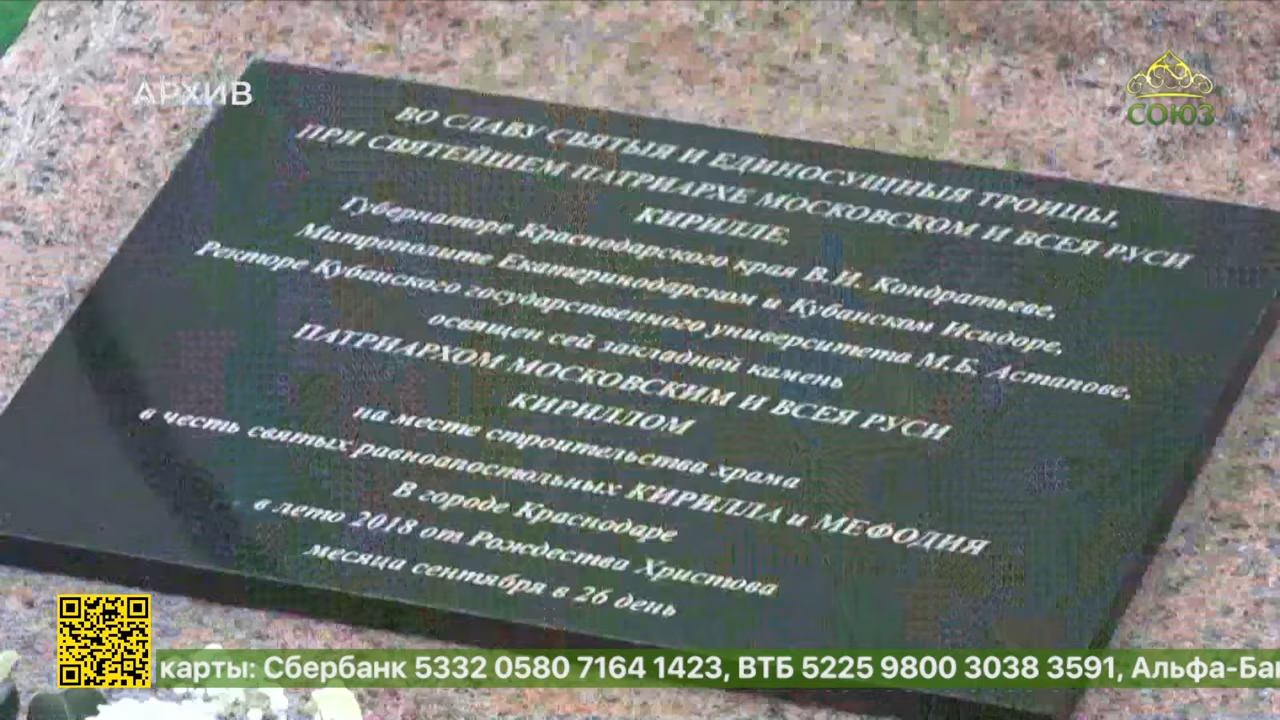 АРХИВ
СОЮЗ
ВО СЛАВУ СВЯТЫЯ И ЕДИНОСУЩНЫЯ ТРОИЦЫ,
ПРИ СВЯТЕЙШЕМ ПАТРИАРХЕ МОСКОВСКОМ И ВСЕЯ РУСИ
КИРИЛЛЕ,
Губернаторе Краснодарского края В.И. Кондратьеве,
Митрополите Екатеринодарском и Кубанском Исидоре,
Ректоре Кубанского государственного университета М.Б. Астапове,
освящен сей закладной камень
ПАТРИАРХОМ МОСКОВСКИМ И ВСЕЯ РУСИ
КИРИЛЛОМ
на месте строительства храма
в честь святых равноапостольных КИРИЛЛА и МЕФОДИЯ
В городе Краснодаре
в лето 2018 от Рождества Христова
месяца сентября в 26 день
карты: Сбербанк 5332 0580 7164 1423, ВТБ 5225 9800 3038 3591, Альфа-Бан